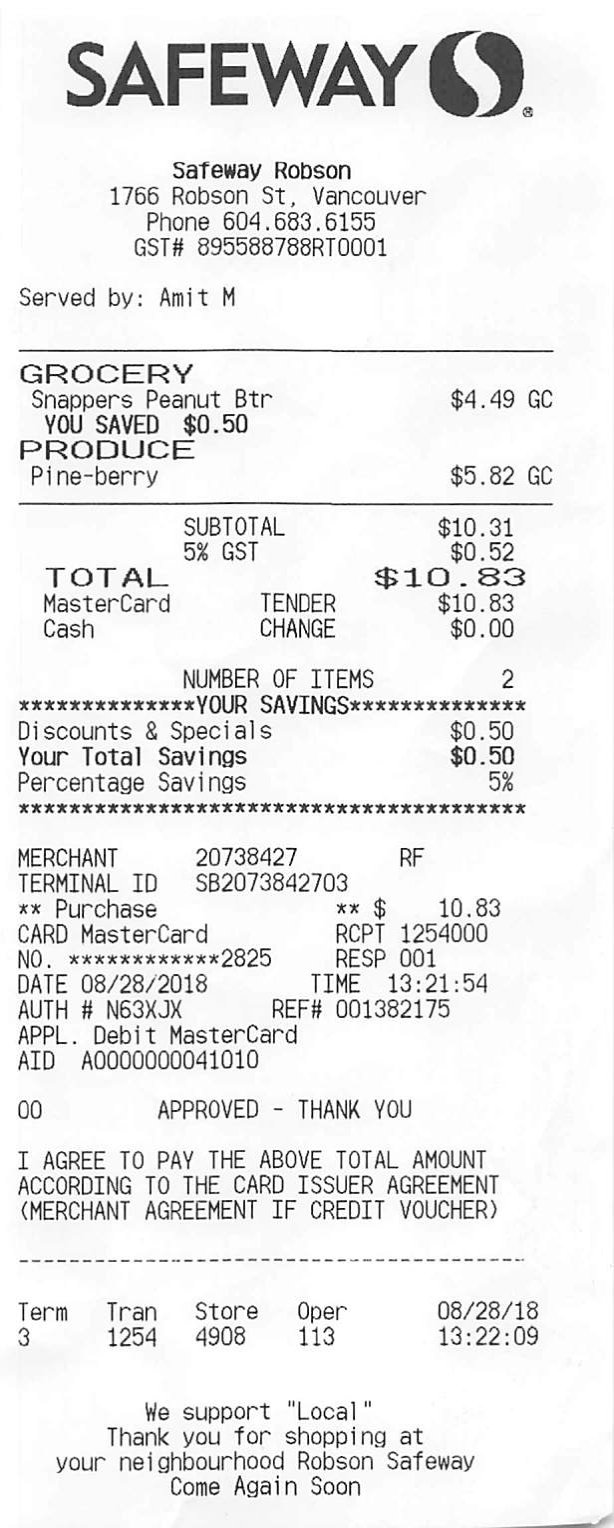 SAFEWAY ®
Safeway Robson
1766 Robson St, Vancouver
Phone 604.683.6155
GST# 895588788RT0001
Served by: Amit M
GROCERY
Snappers Peanut Btr $4.49 GC
YOU SAVED $0.50
PRODUCE
Pine-berry $5.82 GC
SUBTOTAL $10.31
5% GST $0.52
TOTAL $10.83
MasterCard TENDER $10.83
Cash CHANGE $0.00
NUMBER OF ITEMS 2
**************YOUR SAVINGS**************
Discounts & Specials $0.50
Your Total Savings $0.50
Percentage Savings 5%
****************************************
MERCHANT 20738427 RF
TERMINAL ID SB2073842703
** Purchase ** $ 10.83
CARD MasterCard RCPT 1254000
NO. ************2825 RESP 001
DATE 08/28/2018 TIME 13:21:54
AUTH # N63XJX REF# 001382175
APPL. Debit MasterCard
AID A0000000041010
00 APPROVED - THANK YOU
I AGREE TO PAY THE ABOVE TOTAL AMOUNT
ACCORDING TO THE CARD ISSUER AGREEMENT
(MERCHANT AGREEMENT IF CREDIT VOUCHER)
----------------------------------------
Term Tran Store Oper 08/28/18
3 1254 4908 113 13:22:09
We support "Local"
Thank you for shopping at
your neighbourhood Robson Safeway
Come Again Soon